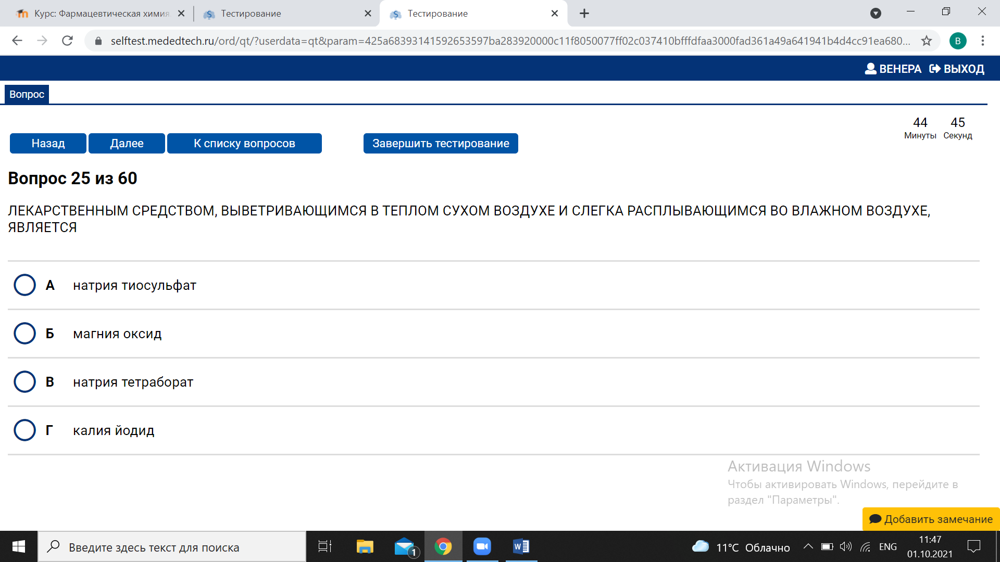 Курс: Фармацевтическая химия.
Тестирование
Тестирование
selftest.mededtech.ru/ord/qt/?userdata=qt&param=425a68393141592653597ba283920000c11f8050077ff02c037410bfffdfaa3000fad361a49a641941b4d4cc91ea680...
B
ВЕНЕРА ВЫХОД
Вопрос
44 45
Минуты Секунд
Назад Далее К списку вопросов Завершить тестирование
Вопрос 25 из 60
ЛЕКАРСТВЕННЫМ СРЕДСТВОМ, ВЫВЕТРИВАЮЩИМСЯ В ТЕПЛОМ СУХОМ ВОЗДУХЕ И СЛЕГКА РАСПЛЫВАЮЩИМСЯ ВО ВЛАЖНОМ ВОЗДУХЕ,
ЯВЛЯЕТСЯ
А натрия тиосульфат
Б магния оксид
В натрия тетраборат
Г калия йодид
Активация Windows
Чтобы активировать Windows, перейдите в
раздел "Параметры".
Добавить замечание
Введите здесь текст для поиска
1
11°C Облачно
ENG
11:47
01.10.2021